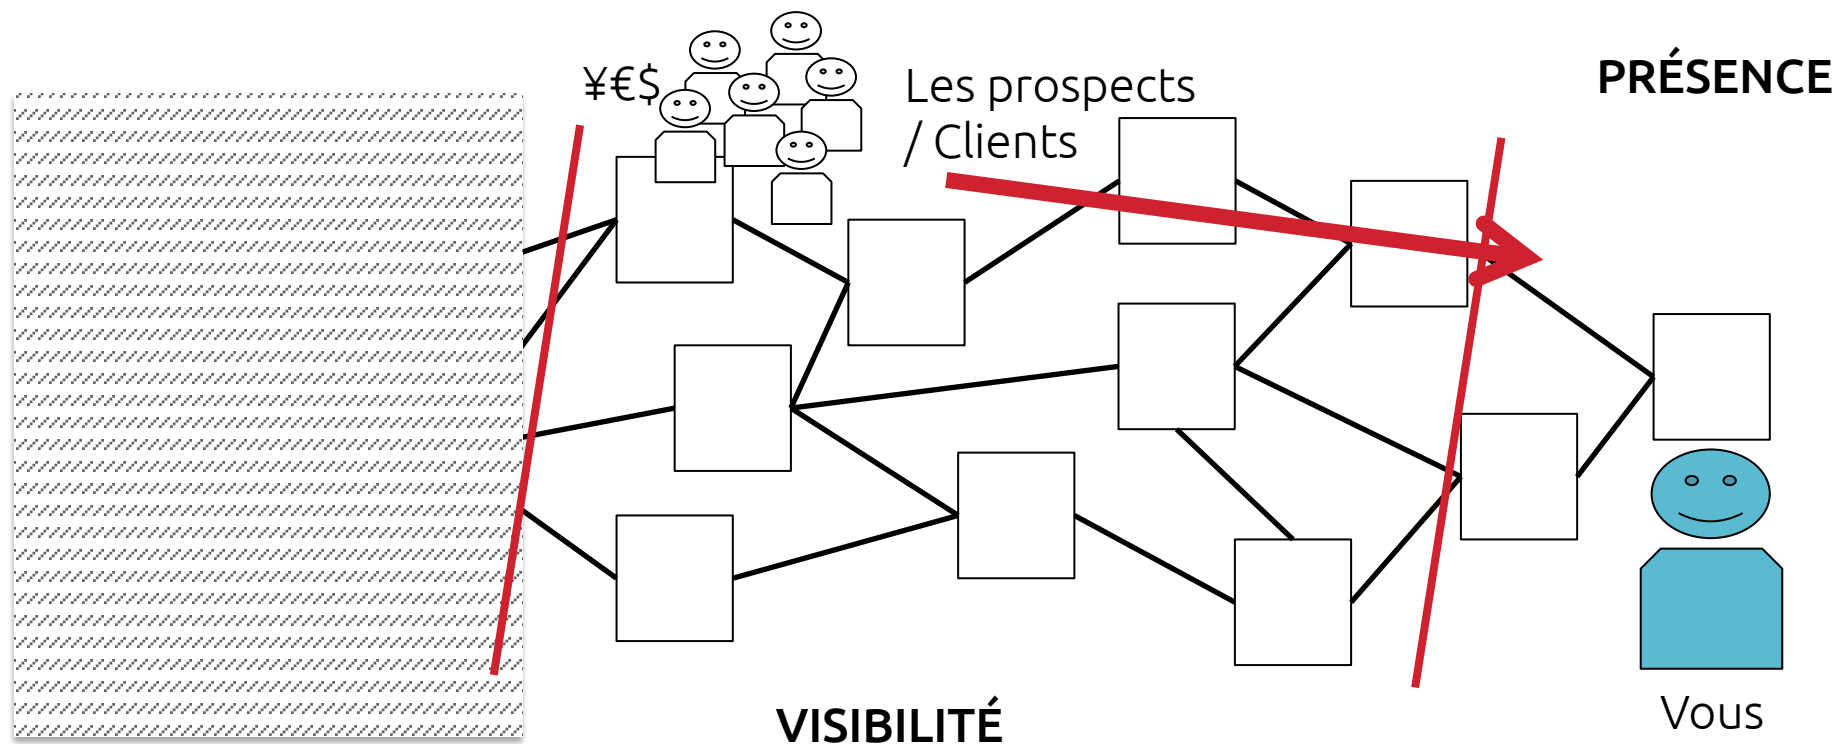 ¥€$
Les prospects
/ Clients
PRÉSENCE
VISIBILITÉ
Vous